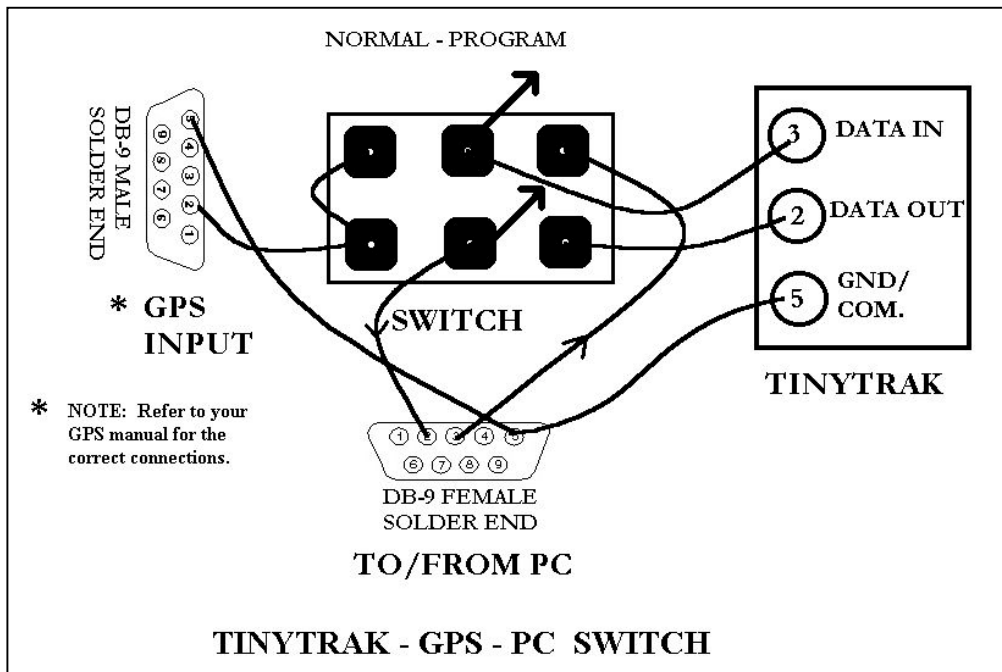 NORMAL - PROGRAM
DB-9 MALE
SOLDER END
5
4
3
2
1
9
8
7
6
* GPS
INPUT
SWITCH
3 DATA IN
2 DATA OUT
5 GND/
COM.
TINYTRAK
* NOTE: Refer to your
GPS manual for the
correct connections.
1 2 3 4 5
6 7 8 9
DB-9 FEMALE
SOLDER END
TO/FROM PC
TINYTRAK - GPS - PC SWITCH